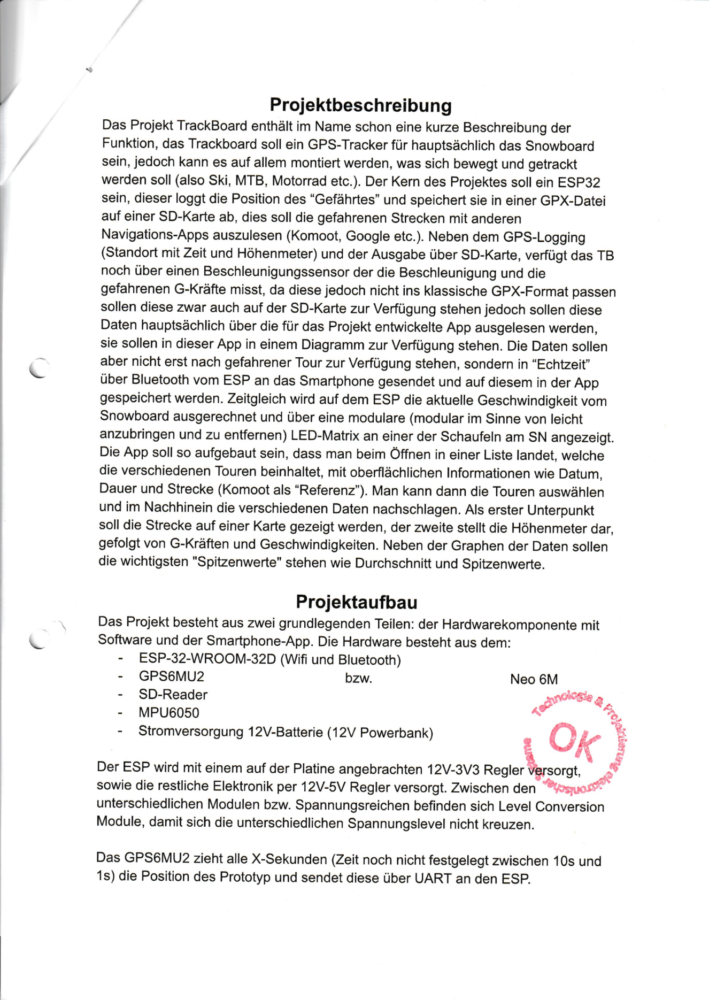 Projektbeschreibung
Das Projekt TrackBoard enthält im Name schon eine kurze Beschreibung der
Funktion, das Trackboard soll ein GPS-Tracker für hauptsächlich das Snowboard
sein, jedoch kann es auf allem montiert werden, was sich bewegt und getrackt
werden soll (also Ski, MTB, Motorrad etc.). Der Kern des Projektes soll ein ESP32
sein, dieser loggt die Position des “Gefährtes” und speichert sie in einer GPX-Datei
auf einer SD-Karte ab, dies soll die gefahrenen Strecken mit anderen
Navigations-Apps auszulesen (Komoot, Google etc.). Neben dem GPS-Logging
(Standort mit Zeit und Höhenmeter) und der Ausgabe über SD-Karte, verfügt das TB
noch über einen Beschleunigungssensor der die Beschleunigung und die
gefahrenen G-Kräfte misst, da diese jedoch nicht ins klassische GPX-Format passen
sollen diese zwar auch auf der SD-Karte zur Verfügung stehen jedoch sollen diese
Daten hauptsächlich über die für das Projekt entwickelte App ausgelesen werden,
sie sollen in dieser App in einem Diagramm zur Verfügung stehen. Die Daten sollen
aber nicht erst nach gefahrener Tour zur Verfügung stehen, sondern in “Echtzeit”
über Bluetooth vom ESP an das Smartphone gesendet und auf diesem in der App
gespeichert werden. Zeitgleich wird auf dem ESP die aktuelle Geschwindigkeit vom
Snowboard ausgerechnet und über eine modulare (modular im Sinne von leicht
anzubringen und zu entfernen) LED-Matrix an einer der Schaufeln am SN angezeigt.
Die App soll so aufgebaut sein, dass man beim Öffnen in einer Liste landet, welche
die verschiedenen Touren beinhaltet, mit oberflächlichen Informationen wie Datum,
Dauer und Strecke (Komoot als “Referenz”). Man kann dann die Touren auswählen
und im Nachhinein die verschiedenen Daten nachschlagen. Als erster Unterpunkt
soll die Strecke auf einer Karte gezeigt werden, der zweite stellt die Höhenmeter dar,
gefolgt von G-Kräften und Geschwindigkeiten. Neben der Graphen der Daten sollen
die wichtigsten "Spitzenwerte" stehen wie Durchschnitt und Spitzenwerte.
Projektaufbau
Das Projekt besteht aus zwei grundlegenden Teilen: der Hardwarekomponente mit
Software und der Smartphone-App. Die Hardware besteht aus dem:
- ESP-32-WROOM-32D (Wifi und Bluetooth)
- GPS6MU2 bzw. Neo 6M
- SD-Reader
- MPU6050
- Stromversorgung 12V-Batterie (12V Powerbank)
Technologie & Projektierung elektronischer Systeme
OK
Der ESP wird mit einem auf der Platine angebrachten 12V-3V3 Regler versorgt,
sowie die restliche Elektronik per 12V-5V Regler versorgt. Zwischen den
unterschiedlichen Modulen bzw. Spannungsreichen befinden sich Level Conversion
Module, damit sich die unterschiedlichen Spannungslevel nicht kreuzen.
Das GPS6MU2 zieht alle X-Sekunden (Zeit noch nicht festgelegt zwischen 10s und
1s) die Position des Prototyp und sendet diese über UART an den ESP.